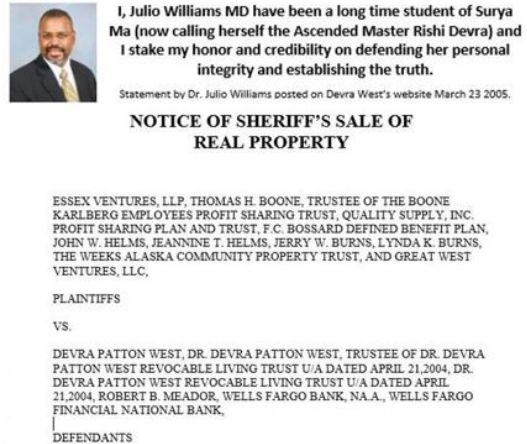 I, Julio Williams MD have been a long time student of Surya
Ma (now calling herself the Ascended Master Rishi Devra) and
I stake my honor and credibility on defending her personal
integrity and establishing the truth.
Statement by Dr. Julio Williams posted on Devra West's website March 23 2005.
NOTICE OF SHERIFF'S SALE OF
REAL PROPERTY
ESSEX VENTURES, LLP, THOMAS H. BOONE, TRUSTEE OF THE BOONE
KARLBERG EMPLOYEES PROFIT SHARING TRUST, QUALITY SUPPLY, INC.
PROFIT SHARING PLAN AND TRUST, F.C. BOSSARD DEFINED BENEFIT PLAN,
JOHN W. HELMS, JEANNINE T. HELMS, JERRY W. BURNS, LYNDA K. BURNS,
THE WEEKS ALASKA COMMUNITY PROPERTY TRUST, AND GREAT WEST
VENTURES, LLC,
PLAINTIFFS
VS.
DEVRA PATTON WEST, DR. DEVRA PATTON WEST, TRUSTEE OF DR. DEVRA
PATTON WEST REVOCABLE LIVING TRUST U/A DATED APRIL 21,2004, DR.
DEVRA PATTON WEST REVOCABLE LIVING TRUST U/A DATED APRIL
21,2004, ROBERT B. MEADOR, WELLS FARGO BANK, NA.A., WELLS FARGO
FINANCIAL NATIONAL BANK,
DEFENDANTS